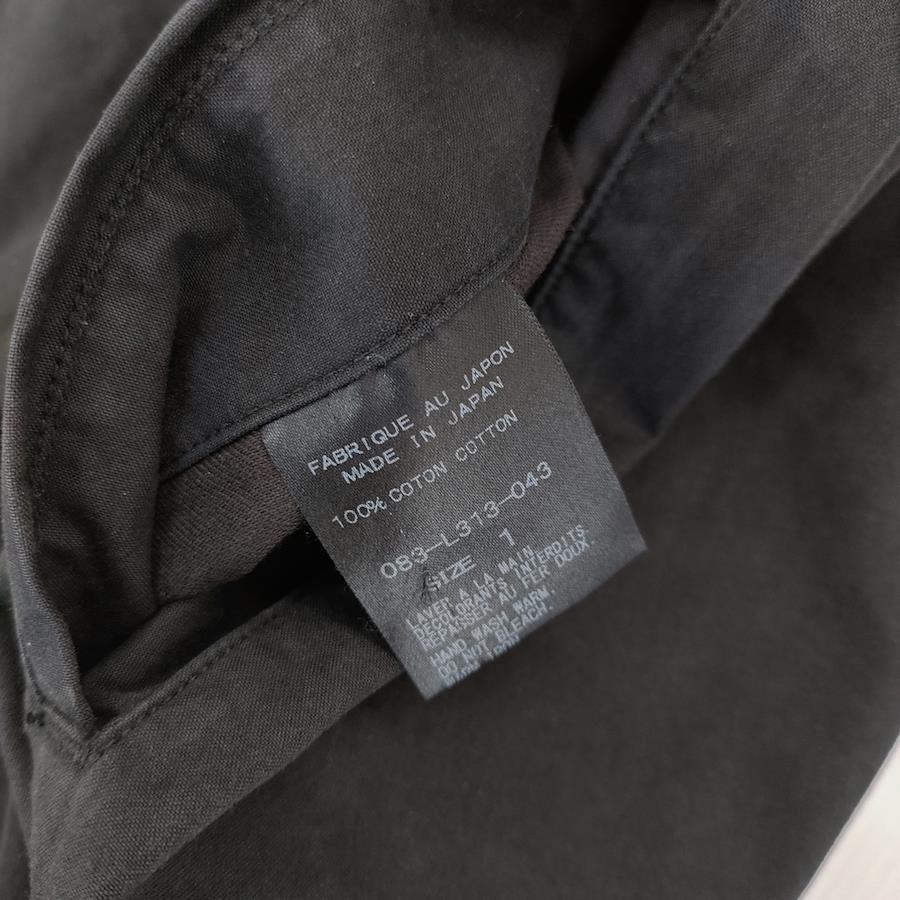 FABRIQUE AU JAPON
MADE IN JAPAN
100% COTON COTTON
083-L313-043
SIZE 1
LAVER A LA MAIN
DECOLORANTS INTERDITS
REPASSER AU FER DOUX.
HAND WASH WARM.
DO NOT BLEACH.